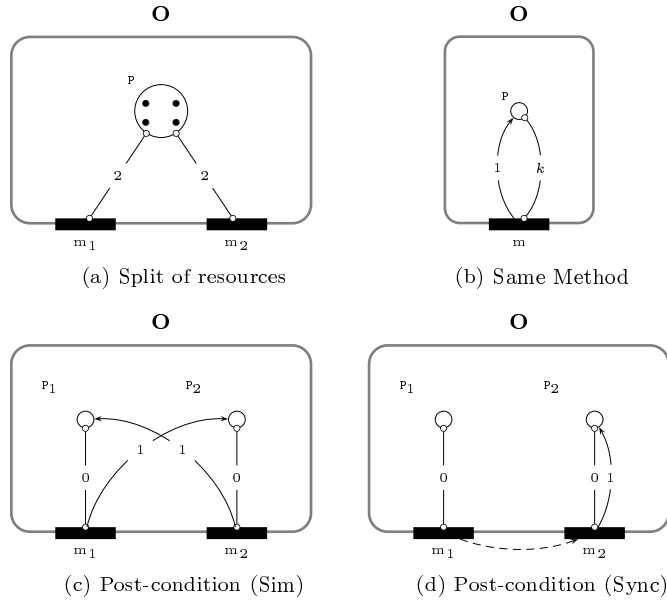 O
O
P
P
2
2
1
k
m1
m2
m
(a) Split of resources
(b) Same Method
O
O
P1
P2
P1
P2
1
1
0
0
0
0
1
m1
m2
m1
m2
(c) Post-condition (Sim)
(d) Post-condition (Sync)